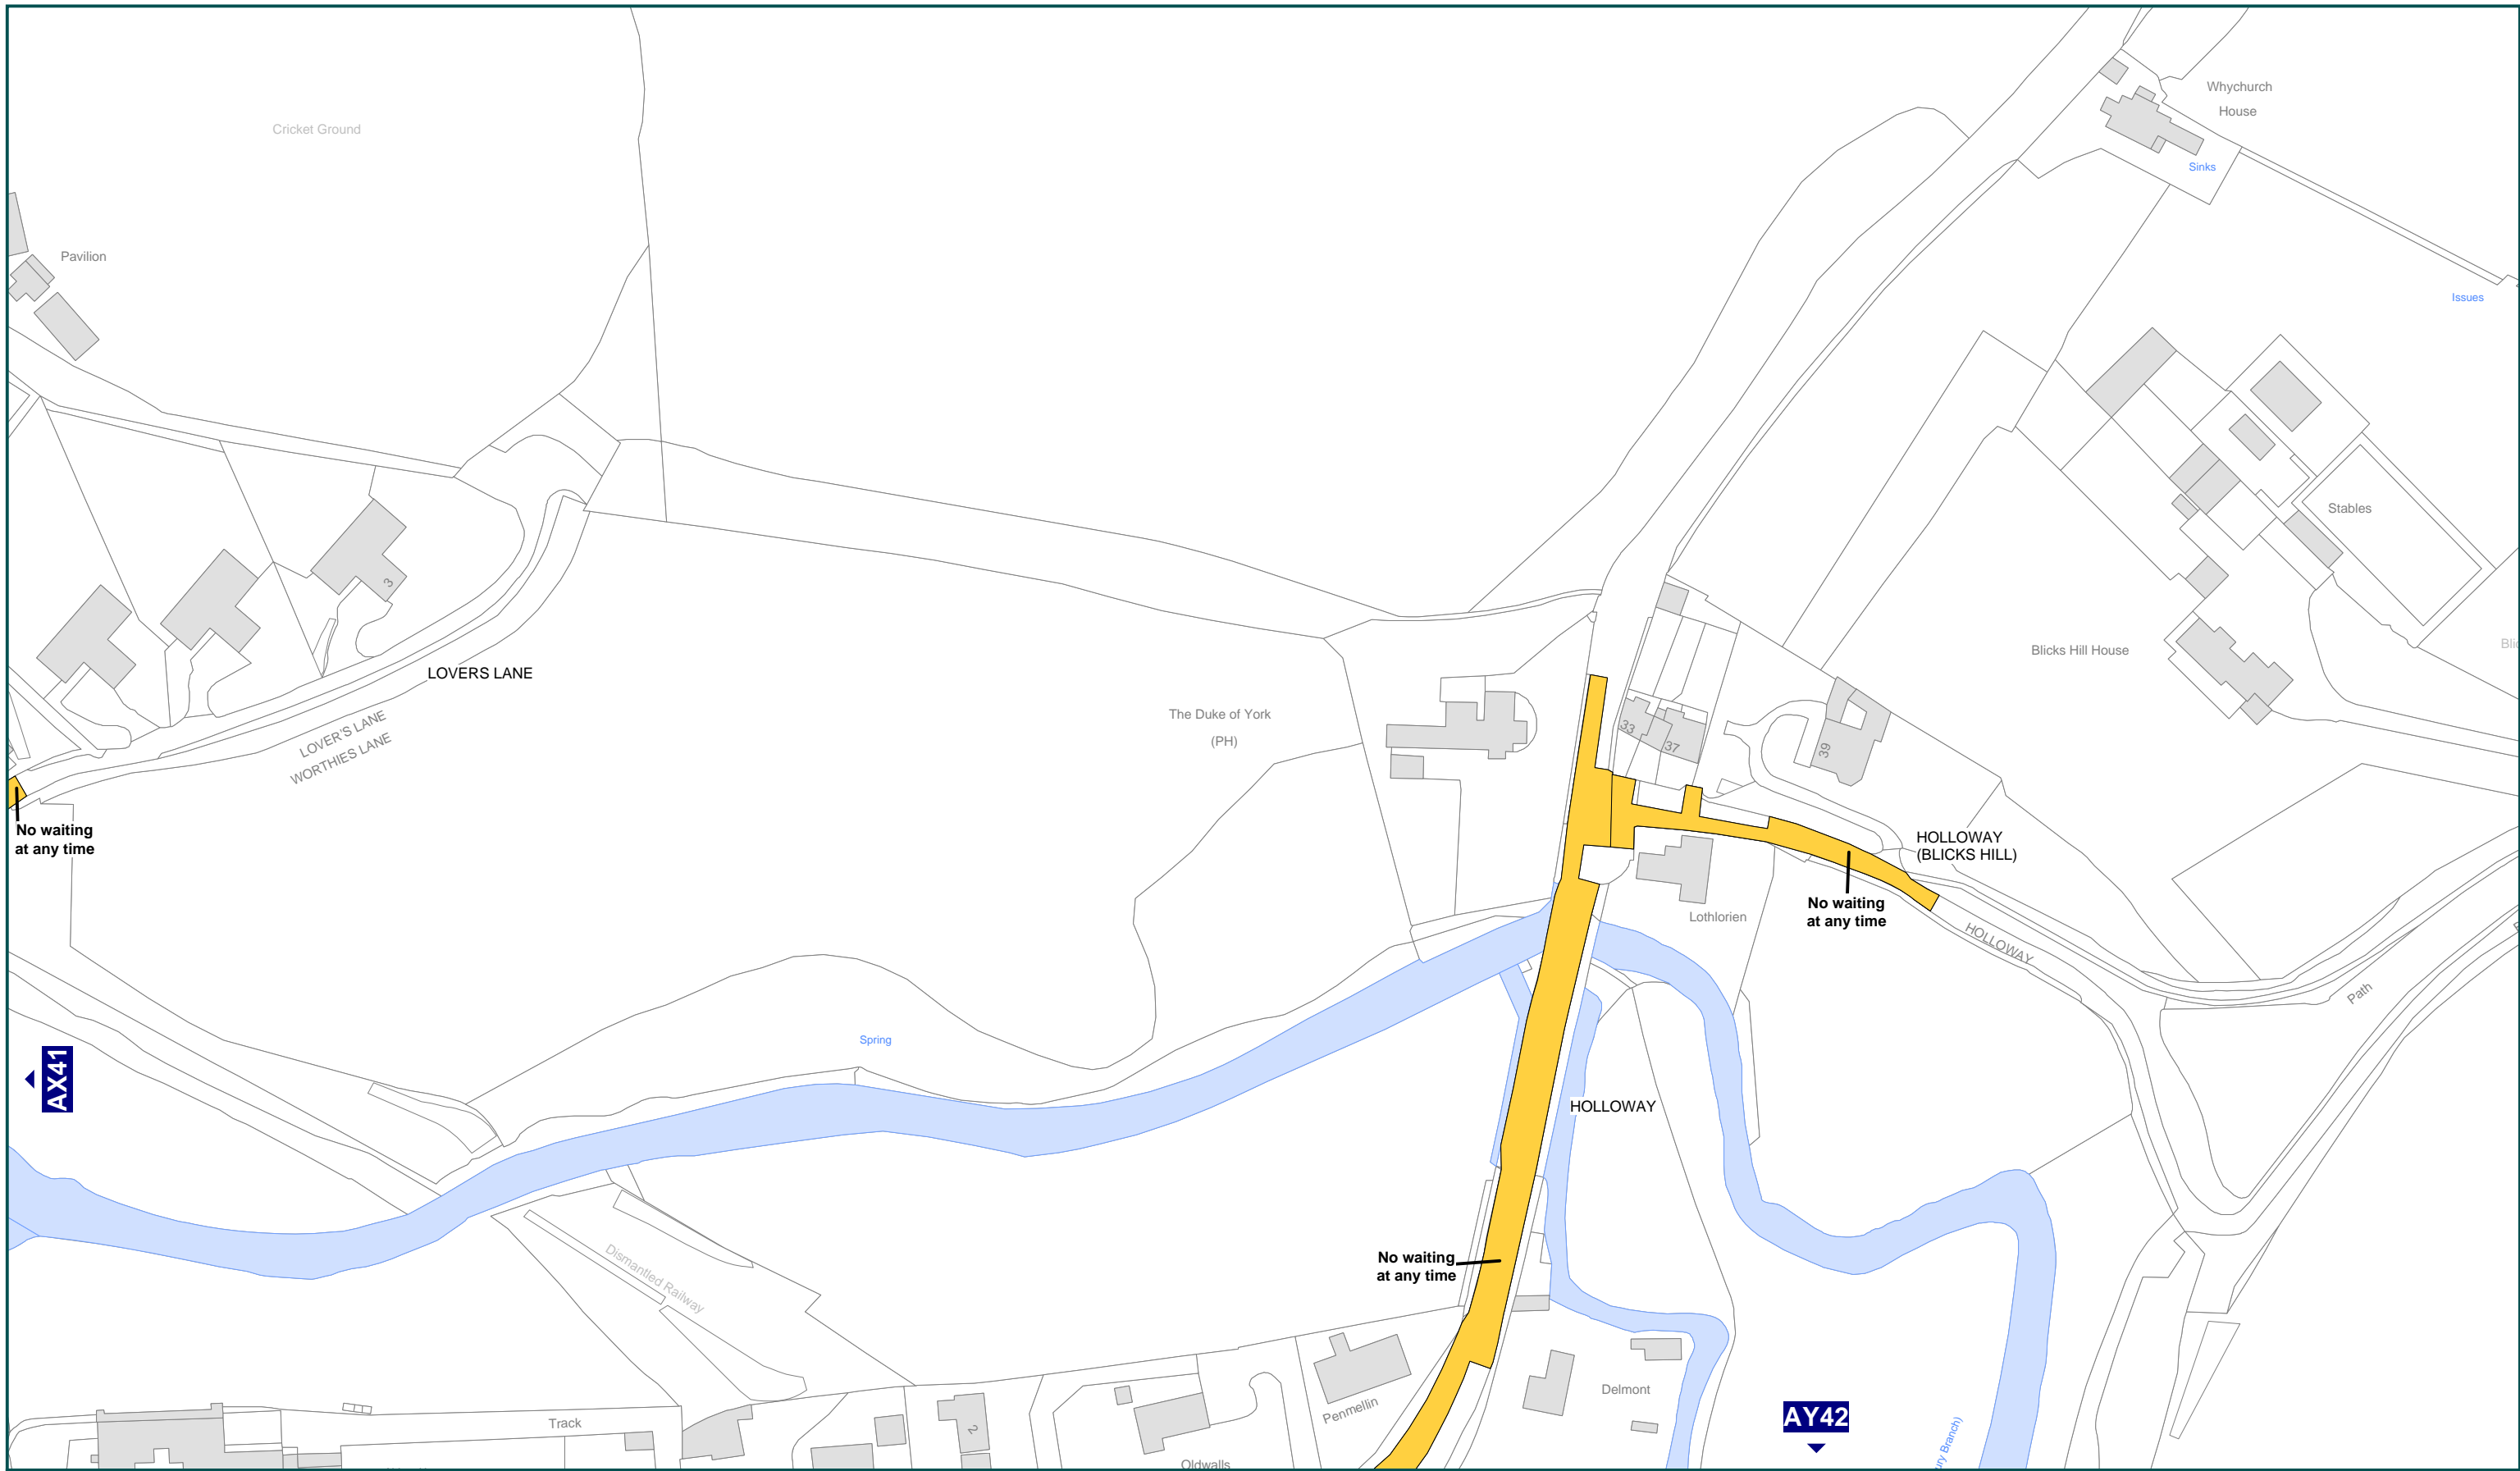 Whychurch
House
Cricket Ground
Sinks
Pavilion
Issues
Stables
3
Blicks Hill House
LOVERS LANE
The Duke of York
(PH)
LOVER'S LANE
WORTHIES LANE
33
37
39
No waiting
at any time
HOLLOWAY
(BLICKS HILL)
No waiting
at any time
Lothlorien
HOLLOWAY
Path
Spring
AX41
HOLLOWAY
Dismantled Railway
No waiting
at any time
Delmont
Penmellin
Track
2
AY42
Oldwalls